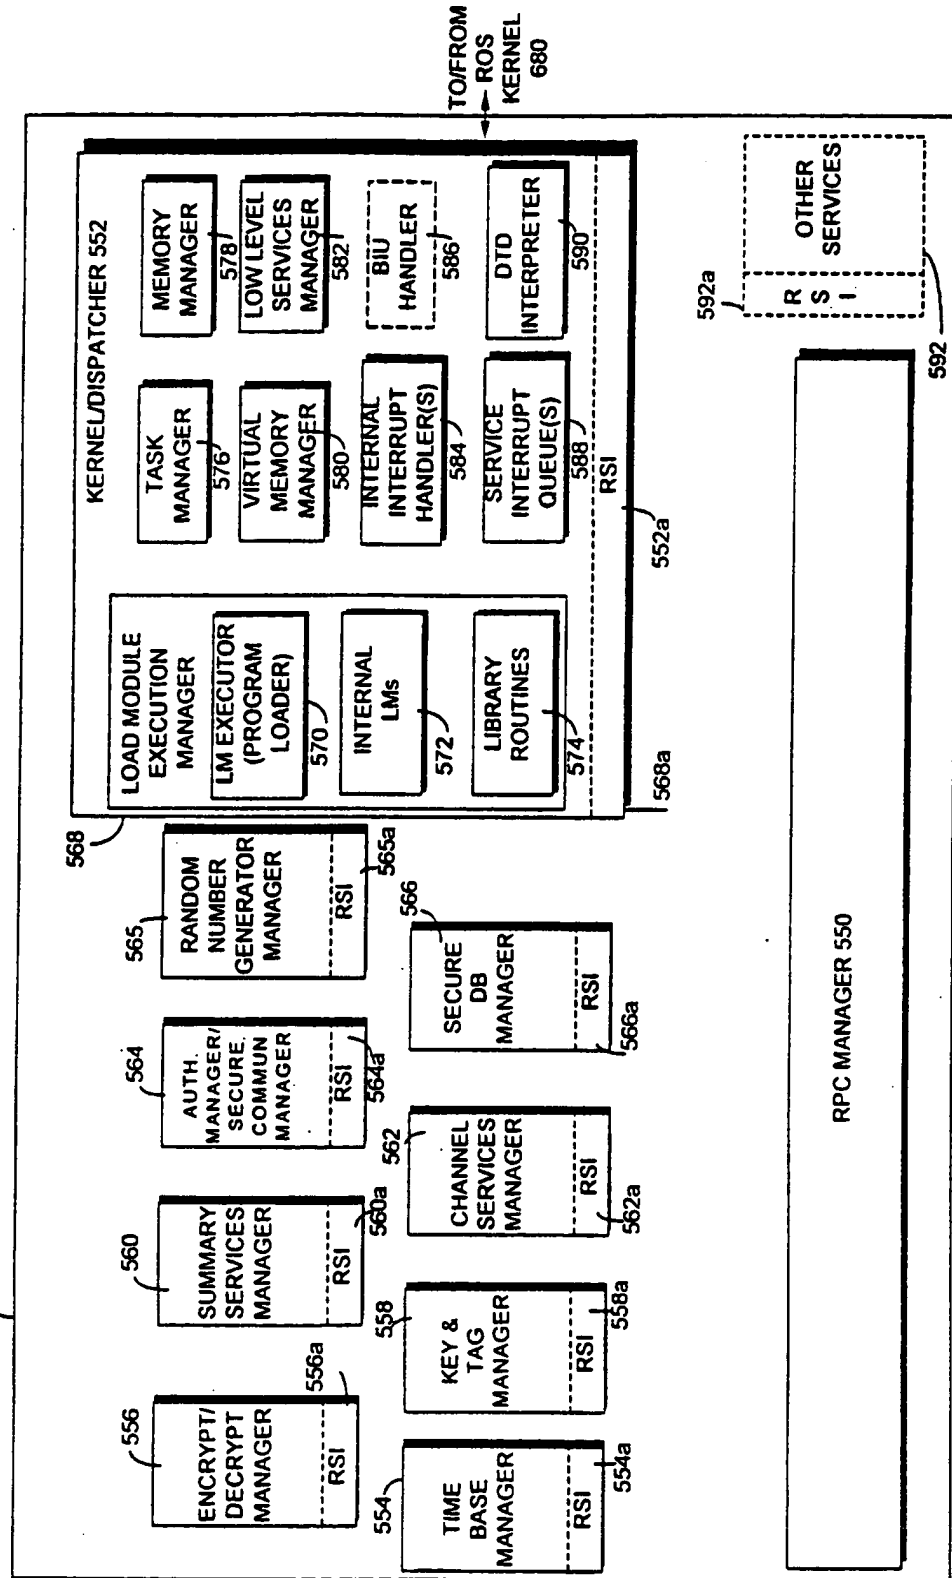 KERNEL/DISPATCHER 552
TO/FROM
ROS
KERNEL
680
568
LOAD MODULE
EXECUTION
MANAGER
LM EXECUTOR
(PROGRAM
LOADER)
570
INTERNAL
LMs
572
LIBRARY
ROUTINES
574
568a
TASK
MANAGER
576
MEMORY
MANAGER
578
VIRTUAL
MEMORY
MANAGER
580
LOW LEVEL
SERVICES
MANAGER
582
INTERNAL
INTERRUPT
HANDLER(S)
584
BIU
HANDLER
586
SERVICE
INTERRUPT
QUEUE(S)
588
DTD
INTERPRETER
590
RSI
552a
556
ENCRYPT/
DECRYPT
MANAGER
RSI
556a
560
SUMMARY
SERVICES
MANAGER
RSI
560a
564
AUTH.
MANAGER/
SECURE.
COMMUN
MANAGER
RSI
564a
565
RANDOM
NUMBER
GENERATOR
MANAGER
RSI
565a
554
TIME
BASE
MANAGER
RSI
554a
558
KEY &
TAG
MANAGER
RSI
558a
562
CHANNEL
SERVICES
MANAGER
RSI
562a
566
SECURE
DB
MANAGER
RSI
566a
RPC MANAGER 550
592a
R
S
I
OTHER
SERVICES
592